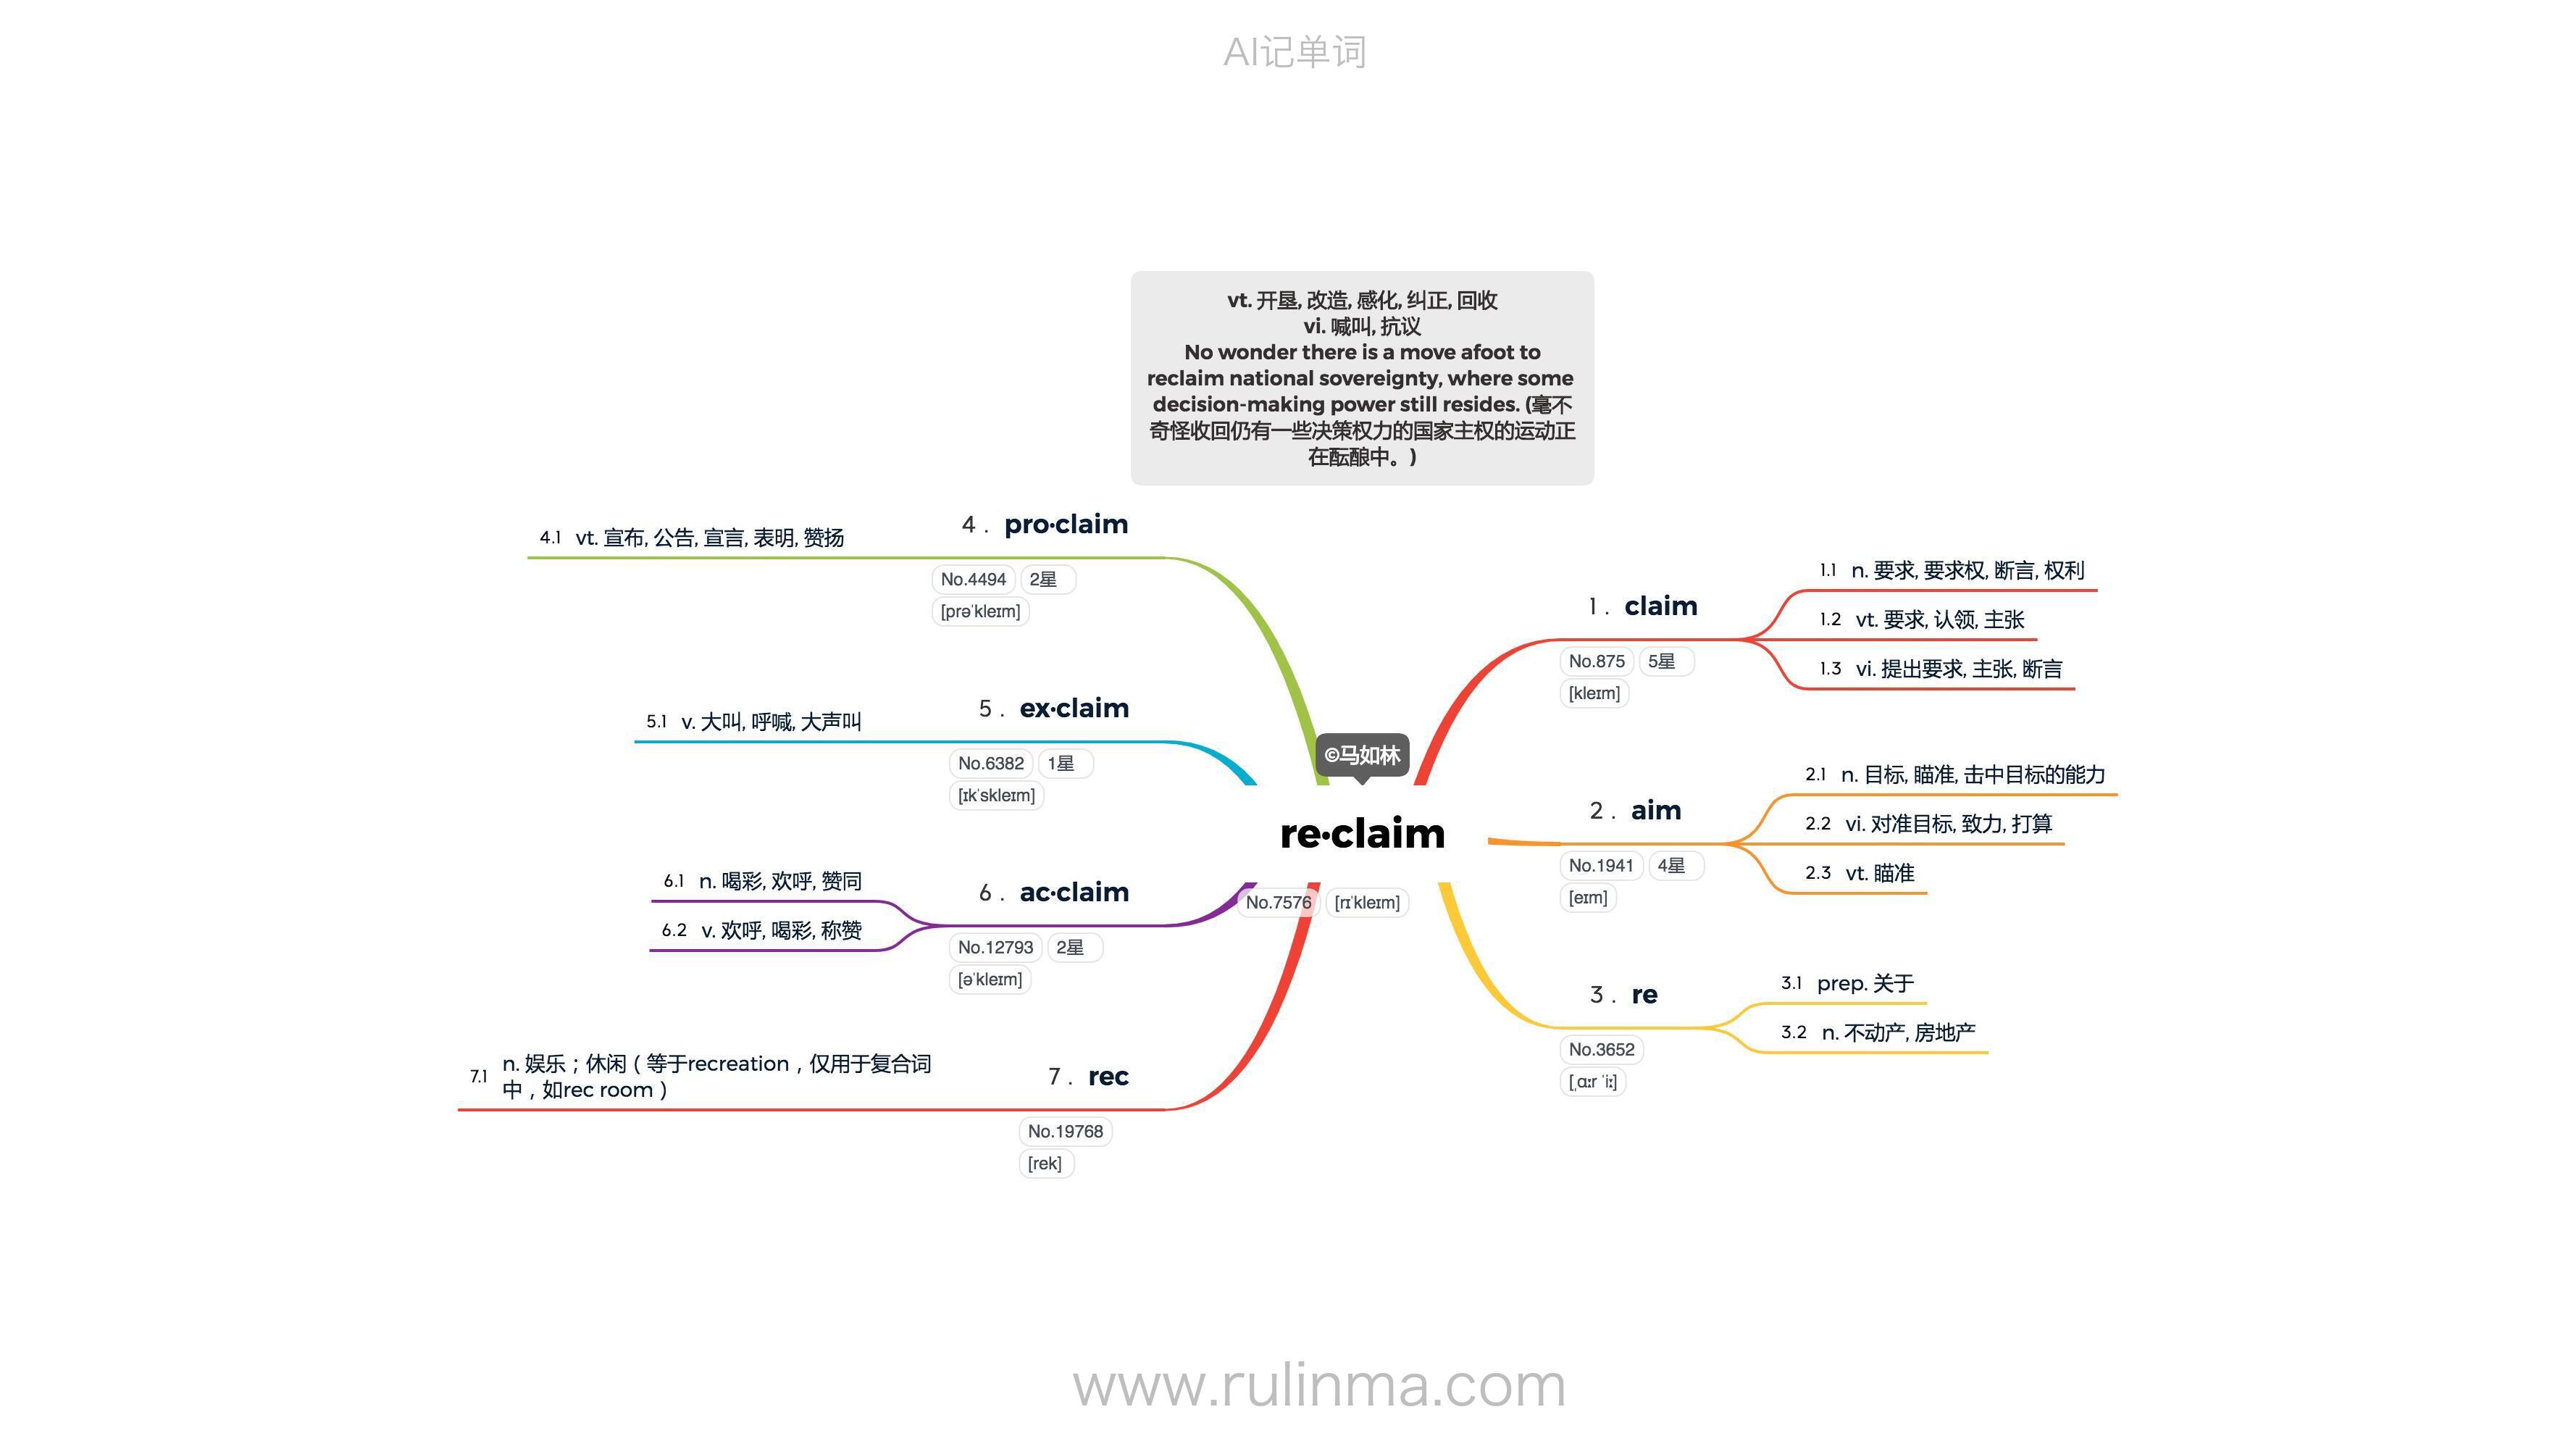 AI记单词
vt. 开垦, 改造, 感化, 纠正, 回收
vi. 喊叫, 抗议
No wonder there is a move afoot to
reclaim national sovereignty, where some
decision-making power still resides. (毫不
奇怪收回仍有一些决策权力的国家主权的运动正
在酝酿中。)
©马如林
re·claim
No.7576 [rɪˈkleɪm]
1 . claim
No.875 5星
[kleɪm]
1.1 n. 要求, 要求权, 断言, 权利
1.2 vt. 要求, 认领, 主张
1.3 vi. 提出要求, 主张, 断言
2 . aim
No.1941 4星
[eɪm]
2.1 n. 目标, 瞄准, 击中目标的能力
2.2 vi. 对准目标, 致力, 打算
2.3 vt. 瞄准
3 . re
No.3652
[ˌɑːr ˈiː]
3.1 prep. 关于
3.2 n. 不动产, 房地产
4 . pro·claim
No.4494 2星
[prəˈkleɪm]
4.1 vt. 宣布, 公告, 宣言, 表明, 赞扬
5 . ex·claim
No.6382 1星
[ɪkˈskleɪm]
5.1 v. 大叫, 呼喊, 大声叫
6 . ac·claim
No.12793 2星
[əˈkleɪm]
6.1 n. 喝彩, 欢呼, 赞同
6.2 v. 欢呼, 喝彩, 称赞
7 . rec
No.19768
[rek]
7.1 n. 娱乐；休闲（等于recreation，仅用于复合词
中，如rec room）
www.rulinma.com